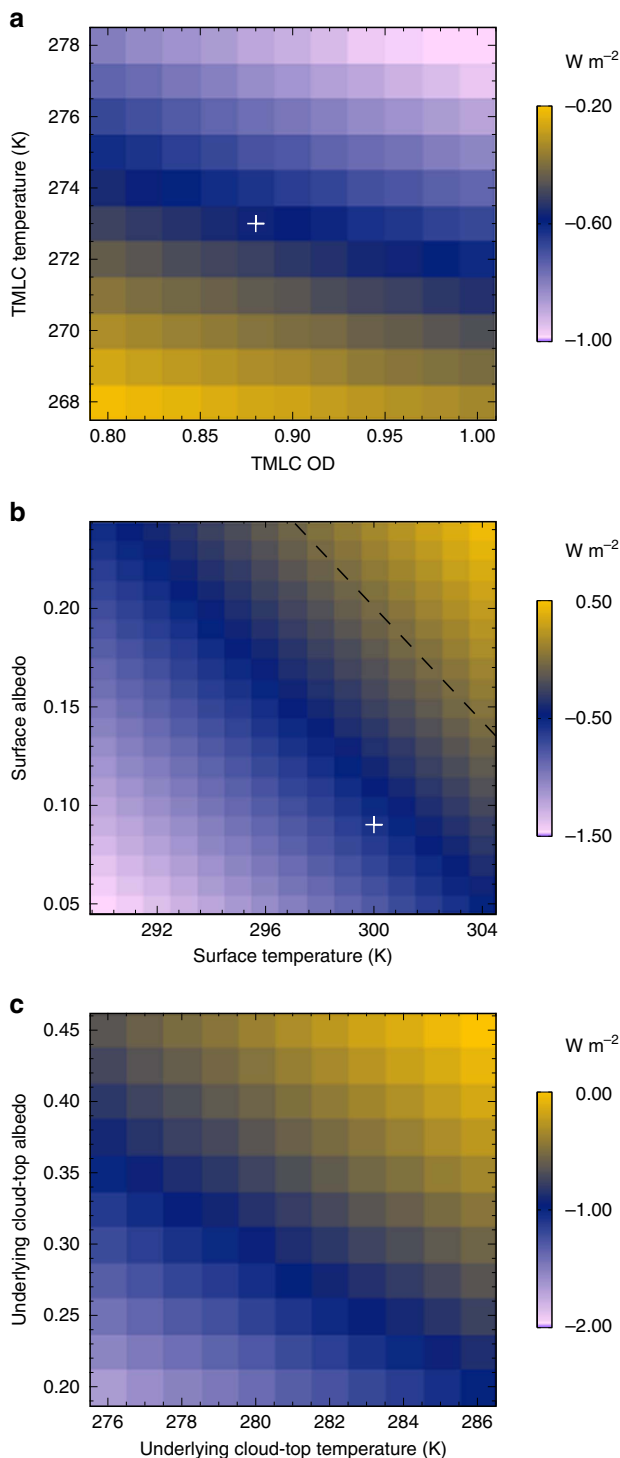 a
W m−2
278
276
274
272
270
268
TMLC temperature (K)
0.80 0.85 0.90 0.95 1.00
TMLC OD
−0.20
−0.60
−1.00
b
W m−2
0.20
0.15
0.10
0.05
Surface albedo
292 296 300 304
Surface temperature (K)
0.50
−0.50
−1.50
c
W m−2
0.45
0.40
0.35
0.30
0.25
0.20
Underlying cloud-top albedo
276 278 280 282 284 286
Underlying cloud-top temperature (K)
0.00
−1.00
−2.00